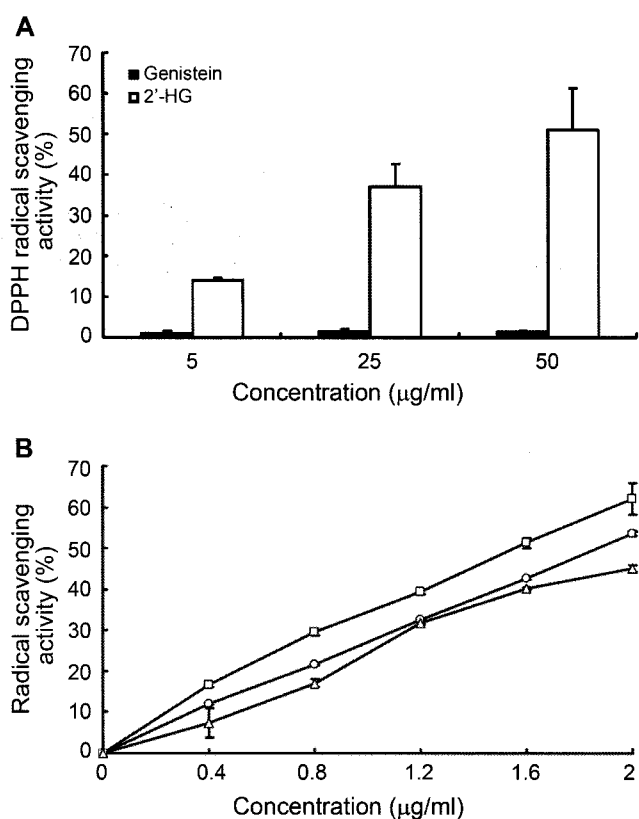 A
DPPH radical scavenging
activity (%)
70
60
50
40
30
20
10
0
Genistein
2'-HG
5 25 50
Concentration (µg/ml)
B
Radical scavenging
activity (%)
70
60
50
40
30
20
10
0
0 0.4 0.8 1.2 1.6 2
Concentration (µg/ml)